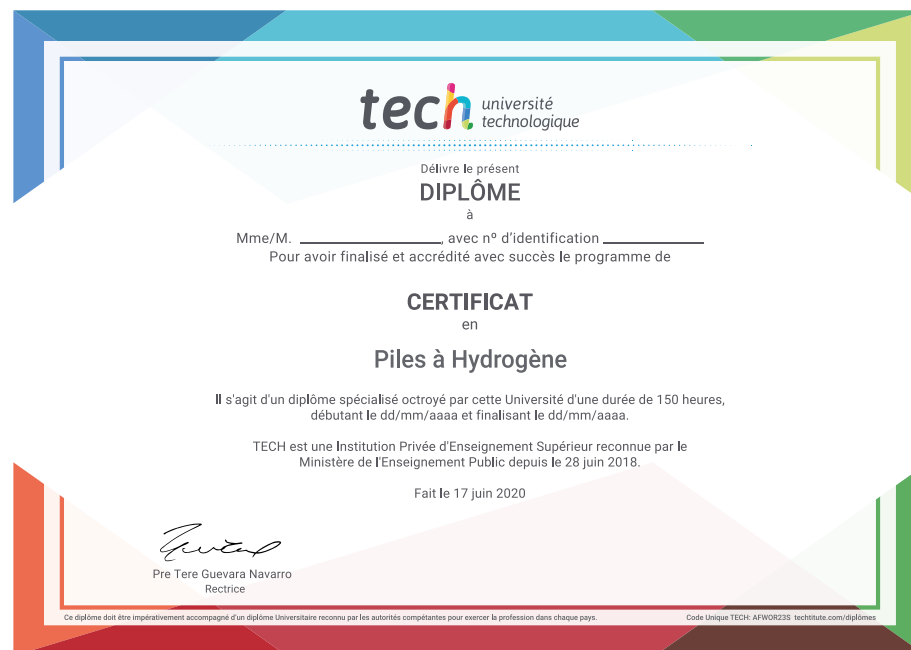 tech université
technologique
Délivre le présent
DIPLÔME
à
Mme/M. ____________________, avec nº d'identification ______________
Pour avoir finalisé et accrédité avec succès le programme de
CERTIFICAT
en
Piles à Hydrogène
Il s'agit d'un diplôme spécialisé octroyé par cette Université d'une durée de 150 heures,
débutant le dd/mm/aaaa et finalisant le dd/mm/aaaa.
TECH est une Institution Privée d'Enseignement Supérieur reconnue par le
Ministère de l'Enseignement Public depuis le 28 juin 2018.
Fait le 17 juin 2020
Pre Tere Guevara Navarro
Rectrice
Ce diplôme doit être impérativement accompagné d'un diplôme Universitaire reconnu par les autorités compétantes pour exercer la profession dans chaque pays.
Code Unique TECH: AFWOR23S techtitute.com/diplômes